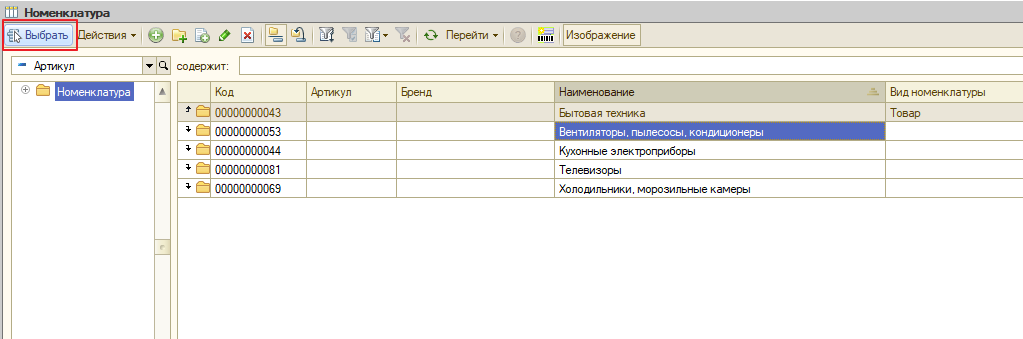 Номенклатура
Выбрать Действия Перейти Изображение
Артикул содержит:
Номенклатура
Код Артикул Бренд Наименование Вид номенклатуры
00000000043 Бытовая техника Товар
00000000053 Вентиляторы, пылесосы, кондиционеры
00000000044 Кухонные электроприборы
00000000081 Телевизоры
00000000069 Холодильники, морозильные камеры